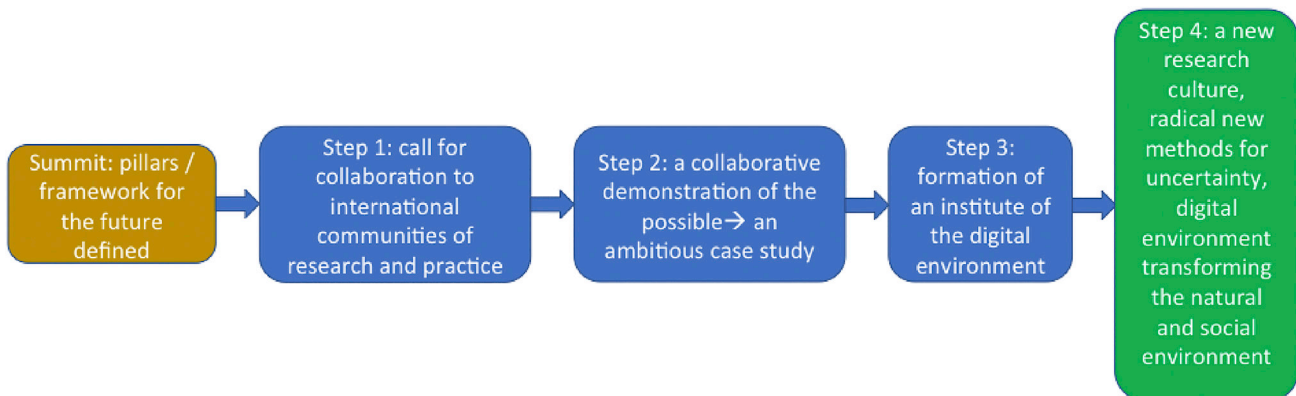 Summit: pillars /
framework for
the future
defined
Step 1: call for
collaboration to
international
communities of
research and practice
Step 2: a collaborative
demonstration of the
possible→ an
ambitious case study
Step 3:
formation of
an institute of
the digital
environment
Step 4: a new
research
culture,
radical new
methods for
uncertainty,
digital
environment
transforming
the natural
and social
environment